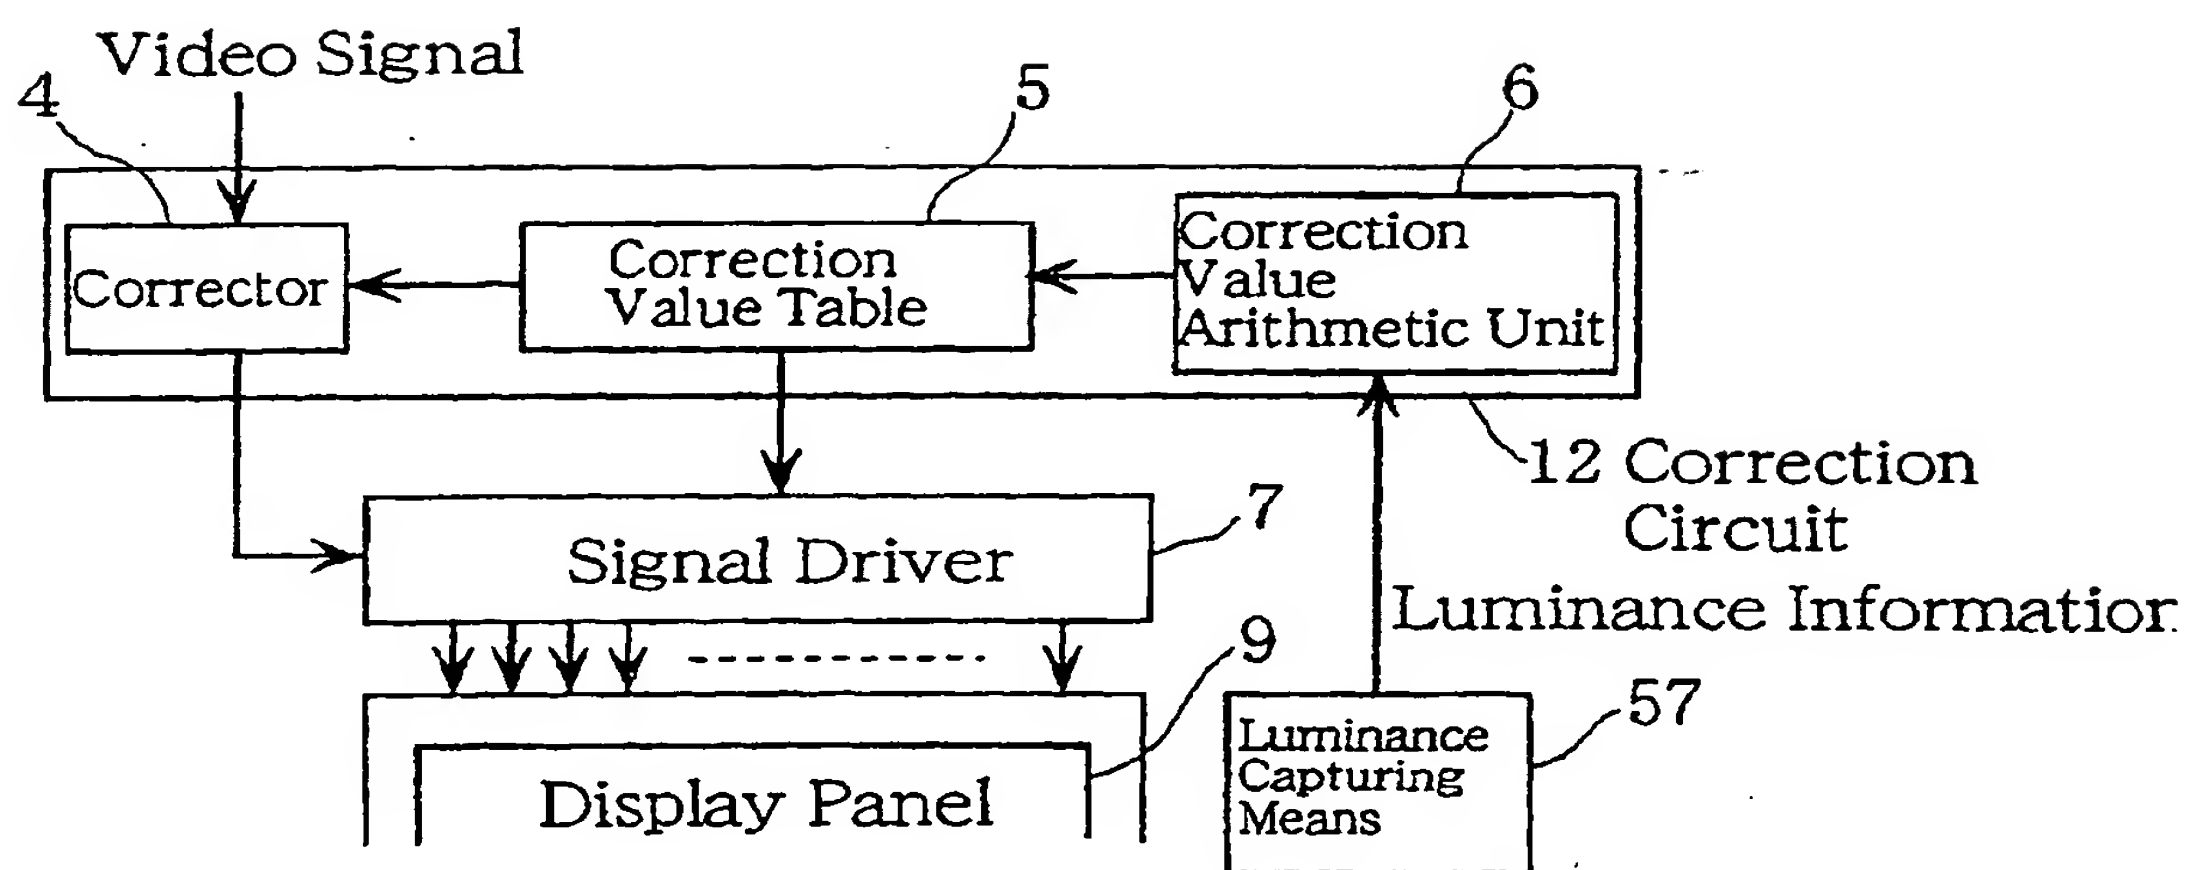 Video Signal
4
5
6
Corrector
Correction
Value Table
Correction
Value
Arithmetic Unit
12 Correction
Circuit
Signal Driver
7
Luminance Information
9
57
Display Panel
Luminance
Capturing
Means